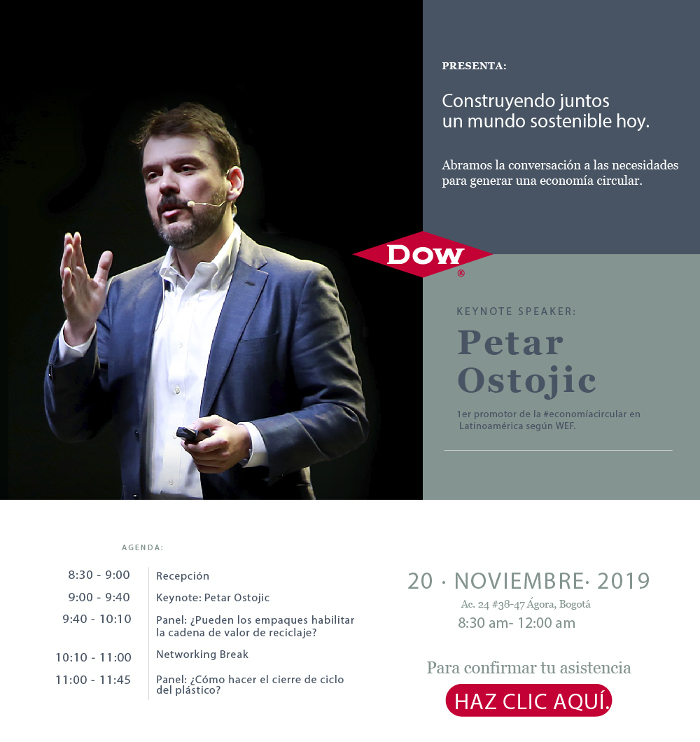 PRESENTA:
Construyendo juntos
un mundo sostenible hoy.
Abramos la conversación a las necesidades
para generar una economía circular.
DOW
®
KEYNOTE SPEAKER:
Petar
Ostojic
1er promotor de la #economíacircular en
Latinoamérica según WEF.
AGENDA:
8:30 - 9:00 Recepción
9:00 - 9:40 Keynote: Petar Ostojic
9:40 - 10:10 Panel: ¿Pueden los empaques habilitar
la cadena de valor de reciclaje?
10:10 - 11:00 Networking Break
11:00 - 11:45 Panel: ¿Cómo hacer el cierre de ciclo
del plástico?
20 · NOVIEMBRE· 2019
Ac. 24 #38-47 Ágora, Bogotá
8:30 am- 12:00 am
Para confirmar tu asistencia
HAZ CLIC AQUÍ.